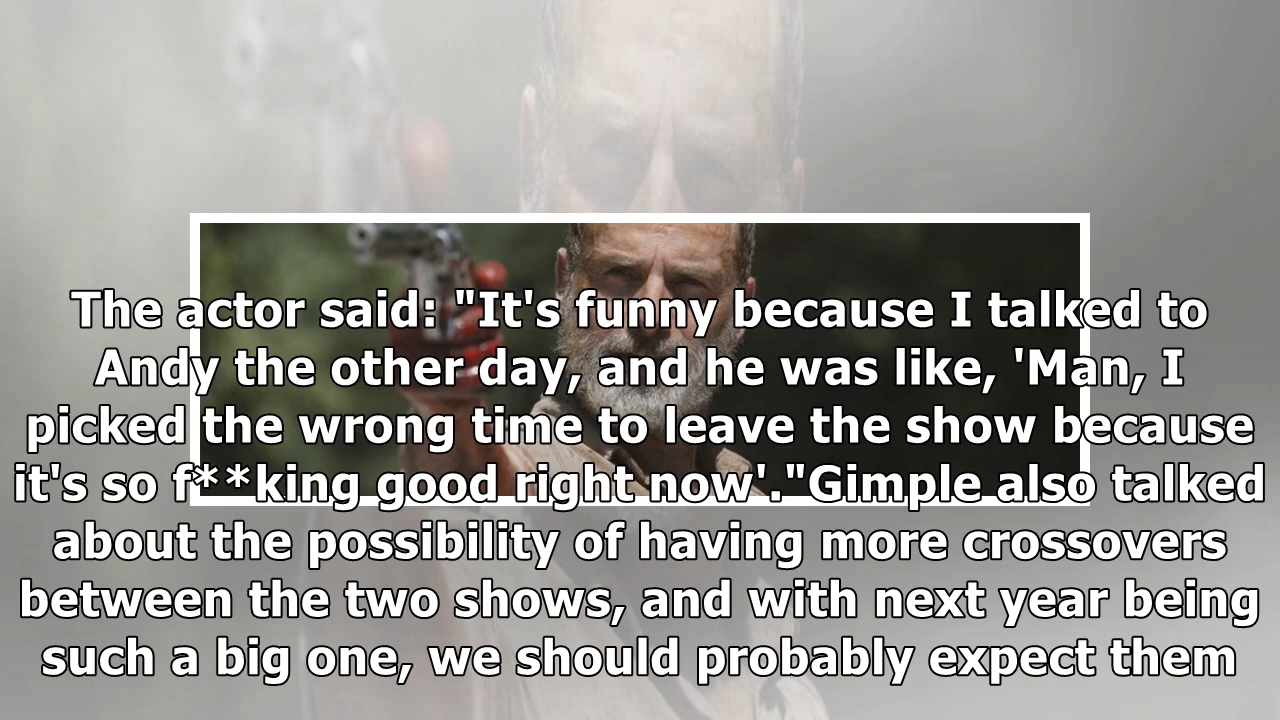 The actor said: "It's funny because I talked to
Andy the other day, and he was like, 'Man, I
picked the wrong time to leave the show because
it's so f**king good right now'."Gimple also talked
about the possibility of having more crossovers
between the two shows, and with next year being
such a big one, we should probably expect them